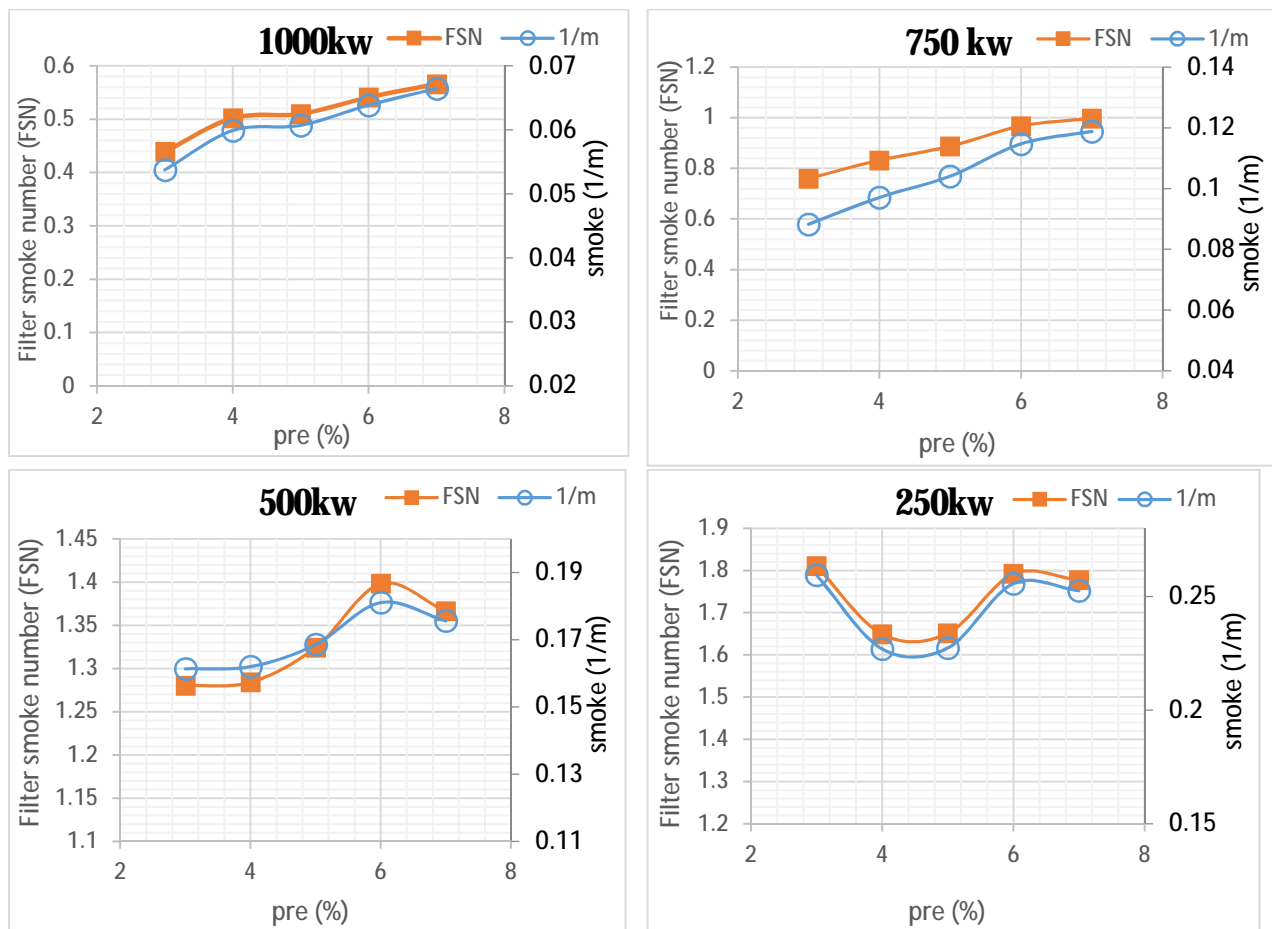 1000kw
FSN
1/m
Filter smoke number (FSN)
0.6
0.5
0.4
0.3
0.2
0.1
0
0.07
0.06
0.05
0.04
0.03
0.02
smoke (1/m)
2 4 6 8
pre (%)
750 kw
FSN
1/m
Filter smoke number (FSN)
1.2
1
0.8
0.6
0.4
0.2
0
0.14
0.12
0.1
0.08
0.06
0.04
smoke (1/m)
2 4 6 8
pre (%)
500kw
FSN
1/m
Filter smoke number (FSN)
1.45
1.4
1.35
1.3
1.25
1.2
1.15
1.1
0.19
0.17
0.15
0.13
0.11
smoke (1/m)
2 4 6 8
pre (%)
250kw
FSN
1/m
Filter smoke number (FSN)
1.9
1.8
1.7
1.6
1.5
1.4
1.3
1.2
0.25
0.2
0.15
smoke (1/m)
2 4 6 8
pre (%)